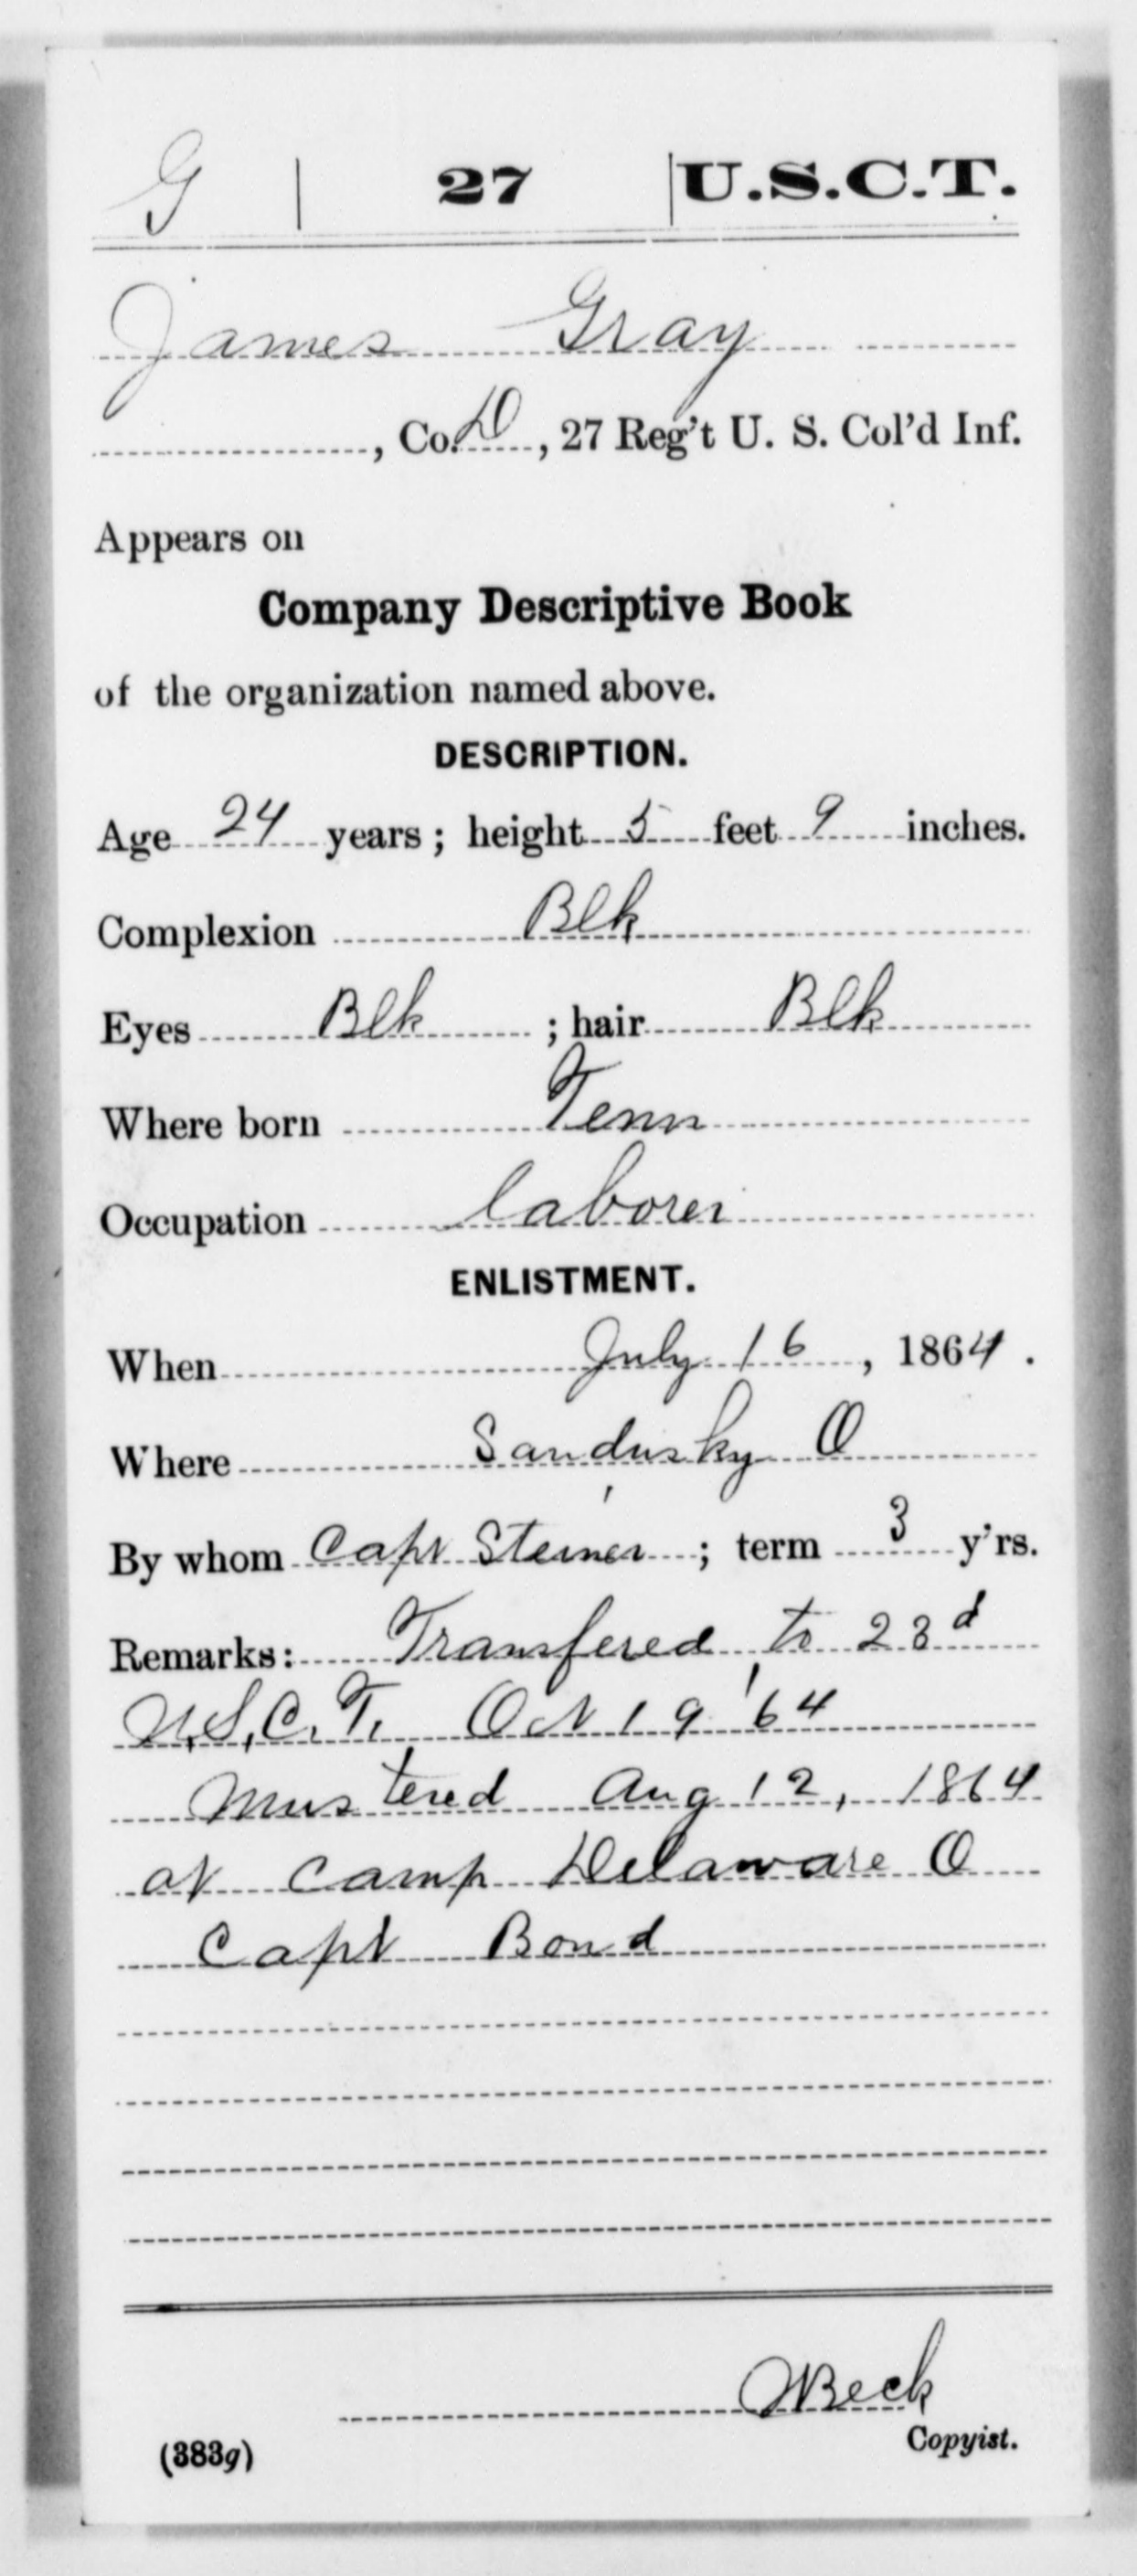 G | 27 | U.S.C.T.
James Gray
, Co. D, 27 Reg't U. S. Col'd Inf.
Appears on
Company Descriptive Book
of the organization named above.
DESCRIPTION.
Age 24 years; height 5 feet 9 inches.
Complexion Blk
Eyes Blk ; hair Blk
Where born Tenn
Occupation laborer
ENLISTMENT.
When July 16, 1864.
Where Sandusky O
By whom Capt Steiner; term 3 y'rs.
Remarks: Transfered to 23d
U.S.C.T. Oct 19 '64
Mustered Aug 12, 1864
at Camp Delaware O
Capt Bond
Beck
Copyist.
(383g)